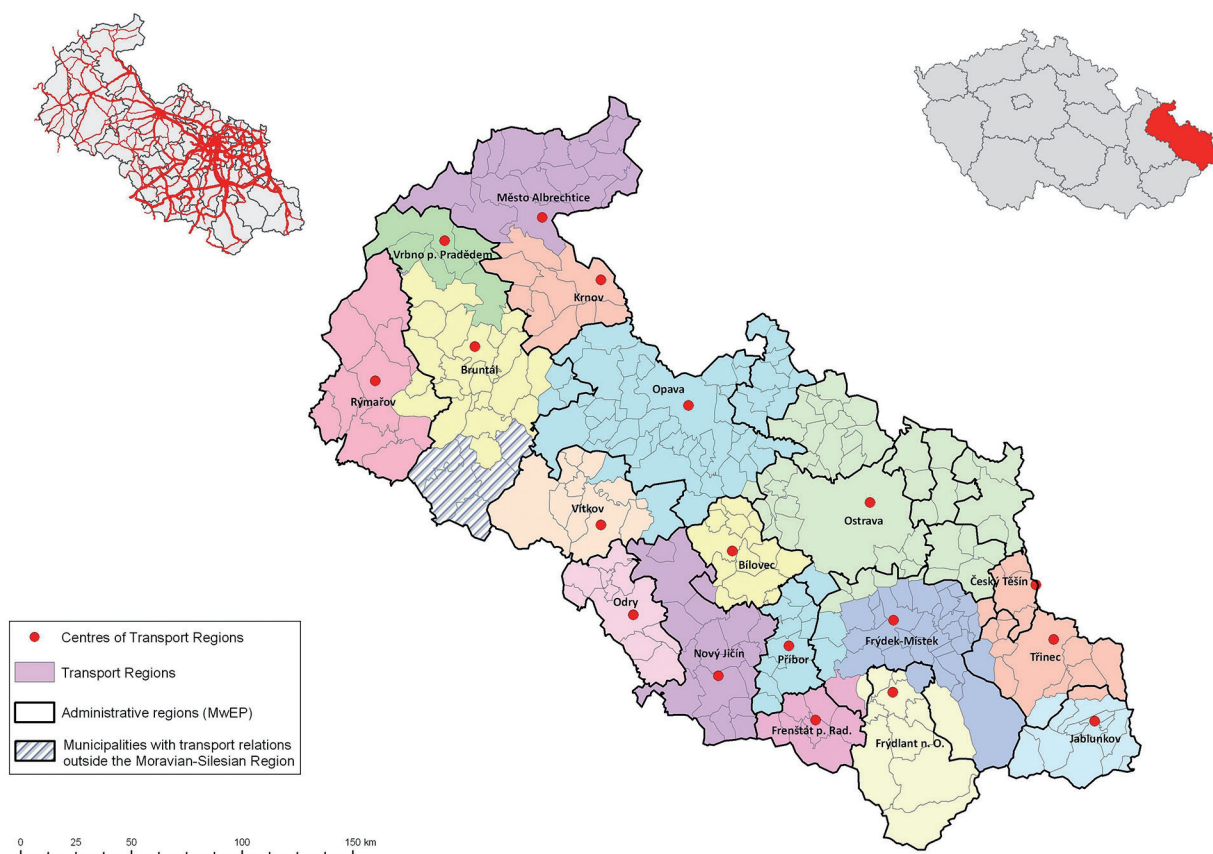 Město Albrechtice
Vrbno p. Pradědem
Krnov
Bruntál
Rýmařov
Opava
Vítkov
Ostrava
Bílovec
Český Těšín
Odry
Frýdek-Místek
Příbor
Třinec
Nový Jičín
Frenštát p. Rad.
Frýdlant n. O.
Jablunkov
Centres of Transport Regions
Transport Regions
Administrative regions (MwEP)
Municipalities with transport relations
outside the Moravian-Silesian Region
0 25 50 100 150 km